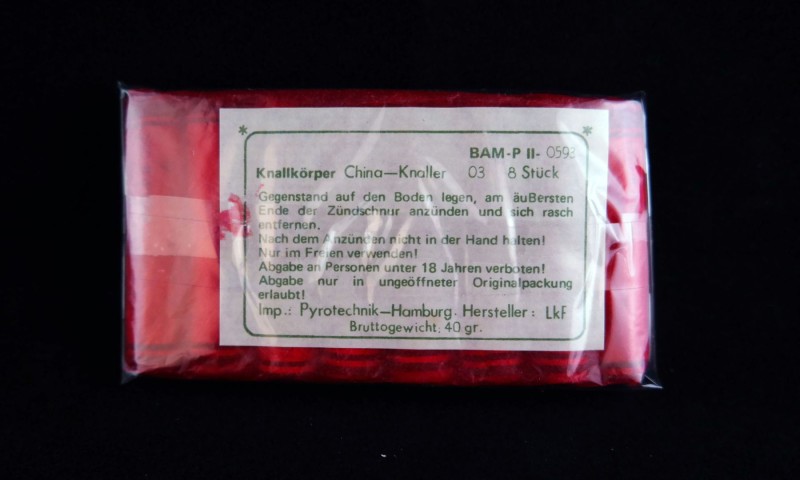 * *
BAM-P II- 0593
Knallkörper China—Knaller 03 8 Stück
Gegenstand auf den Boden legen, am äuBersten
Ende der Zündschnur anzünden und sich rasch
entfernen.
Nach dem Anzünden nicht in der Hand halten!
Nur im Freien verwenden!
Abgabe an Personen unter 18 Jahren verboten!
Abgabe nur in ungeöffneter Originalpackung
erlaubt!
Imp.: Pyrotechnik—Hamburg. Hersteller: LkF
Bruttogewicht: 40 gr.